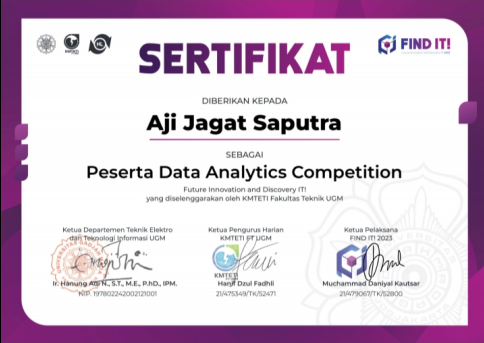 FIND IT!
SERTIFIKAT
DIBERIKAN KEPADA
Aji Jagat Saputra
SEBAGAI
Peserta Data Analytics Competition
Future Innovation and Discovery IT!
yang diselenggarakan oleh KMTETI Fakultas Teknik UGM
Ketua Departemen Teknik Elektro
dan Teknologi Informasi UGM
Ir. Hanung Adi N., S.T., M.E., P.hD., IPM.
NIP. 197802242002121001
Ketua Pengurus Harian
KMTETI FT UGM
KMTETI
Hanif Dzul Fadhli
21/475349/TK/52471
Ketua Pelaksana
FIND IT! 2023
Muchammad Daniyal Kautsar
21/479067/TK/52800